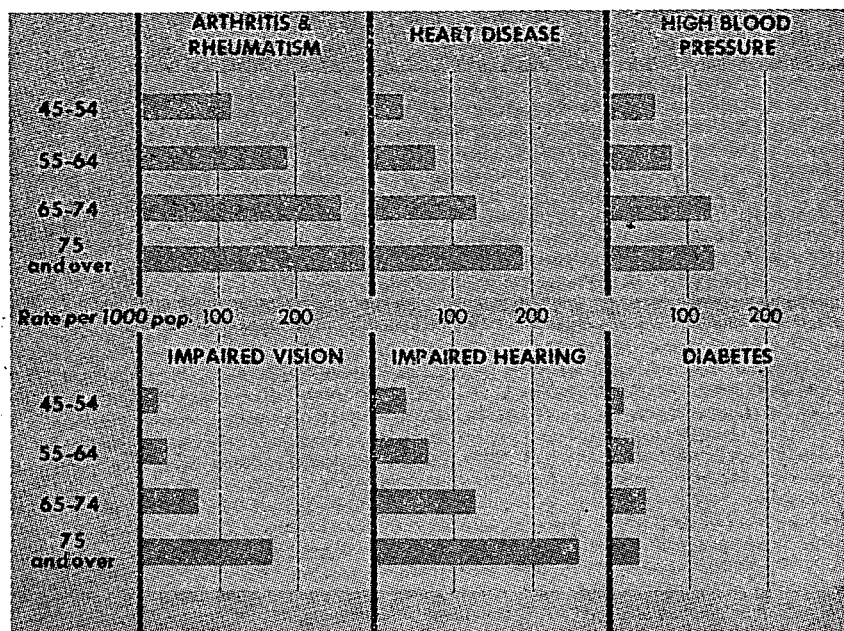 ARTHRITIS &
RHEUMATISM
HEART DISEASE
HIGH BLOOD
PRESSURE
45-54
55-64
65-74
75
and over
Rate per 1000 pop. 100 200 100 200 100 200
IMPAIRED VISION
IMPAIRED HEARING
DIABETES
45-54
55-64
65-74
75
and over